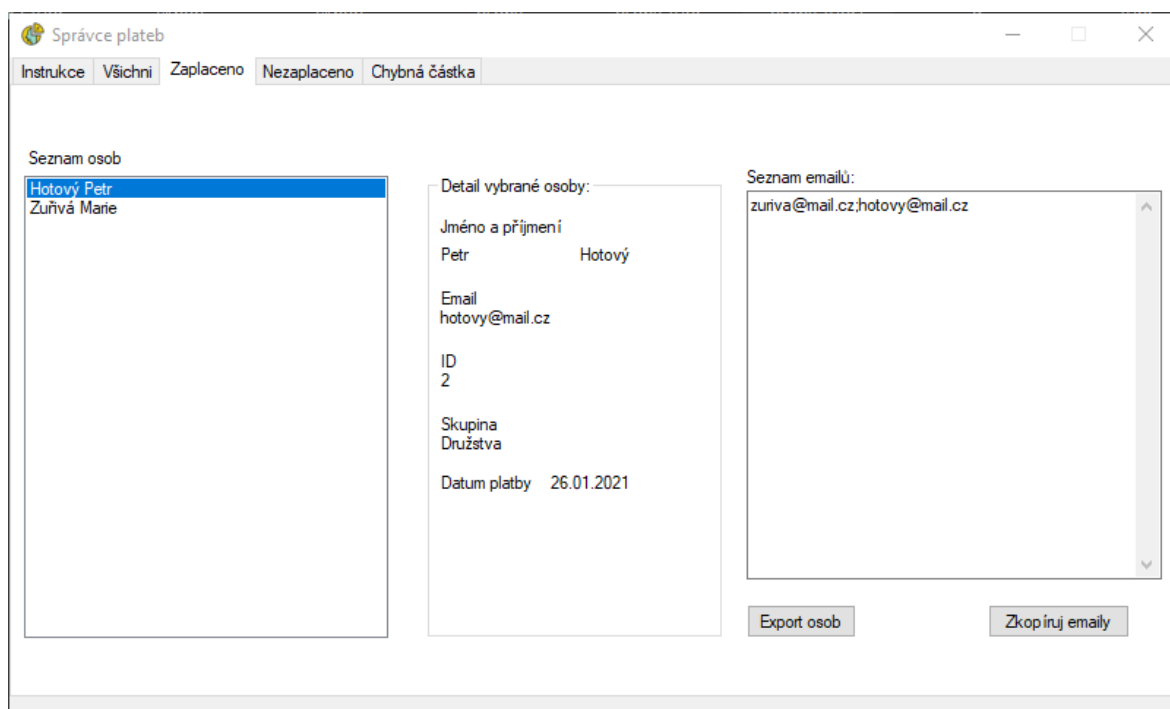 Správce plateb
Instrukce Všichni Zaplaceno Nezaplaceno Chybná částka
Seznam osob
Hotový Petr
Zuřivá Marie
Detail vybrané osoby:
Jméno a příjmení
Petr Hotový
Email
hotovy@mail.cz
ID
2
Skupina
Družstva
Datum platby 26.01.2021
Seznam emailů:
zuriva@mail.cz;hotovy@mail.cz
Export osob Zkopíruj emaily